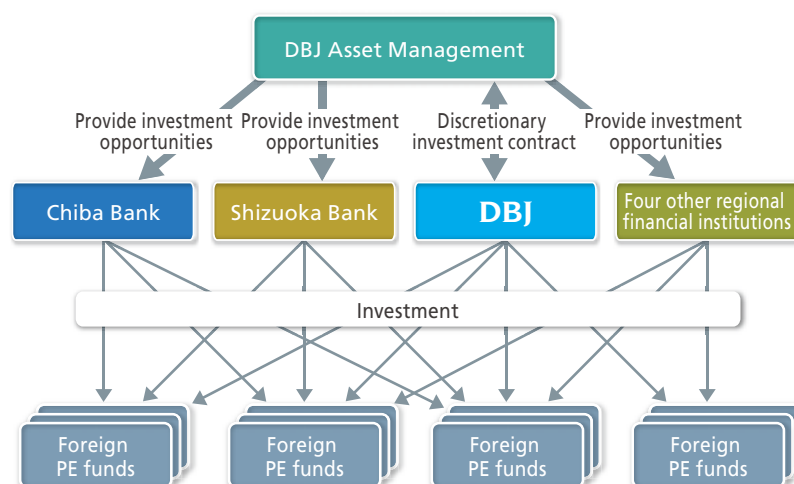 DBJ Asset Management
Provide investment
opportunities
Provide investment
opportunities
Discretionary
investment contract
Provide investment
opportunities
Chiba Bank
Shizuoka Bank
DBJ
Four other regional
financial institutions
Investment
Foreign
PE funds
Foreign
PE funds
Foreign
PE funds
Foreign
PE funds